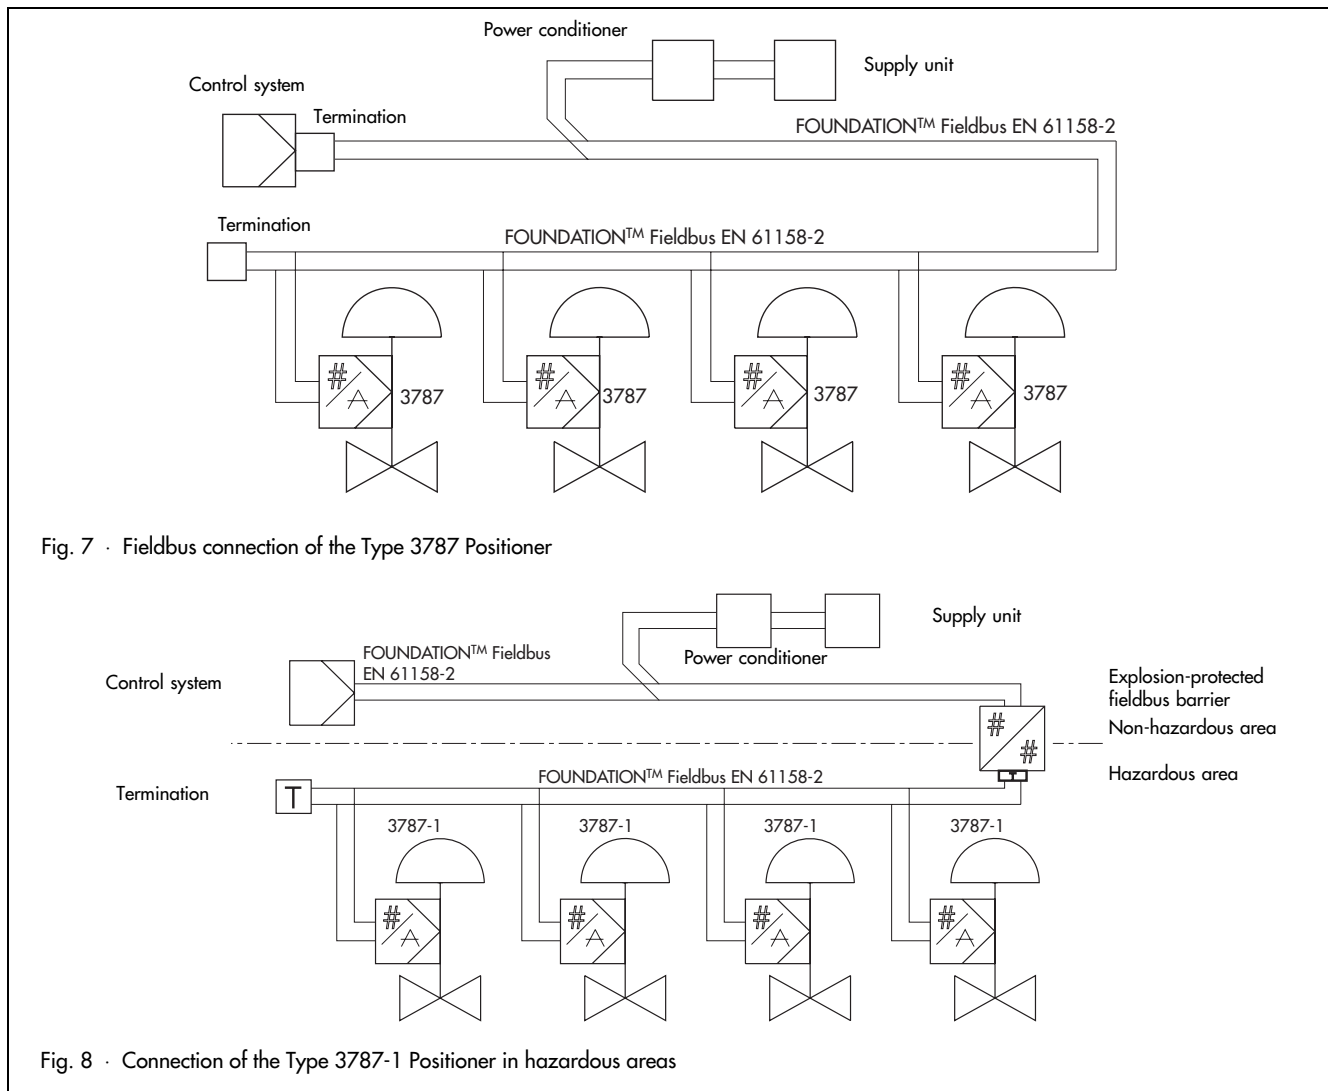 Power conditioner
Supply unit
Control system
Termination
FOUNDATION™ Fieldbus EN 61158-2
Termination
FOUNDATION™ Fieldbus EN 61158-2
# A 3787
# A 3787
# A 3787
# A 3787
Fig. 7 · Fieldbus connection of the Type 3787 Positioner
Supply unit
Power conditioner
FOUNDATION™ Fieldbus
EN 61158-2
Control system
Explosion-protected
fieldbus barrier
# #
Non-hazardous area
Hazardous area
T
FOUNDATION™ Fieldbus EN 61158-2
Termination
T
3787-1
3787-1
3787-1
3787-1
# A
# A
# A
# A
Fig. 8 · Connection of the Type 3787-1 Positioner in hazardous areas